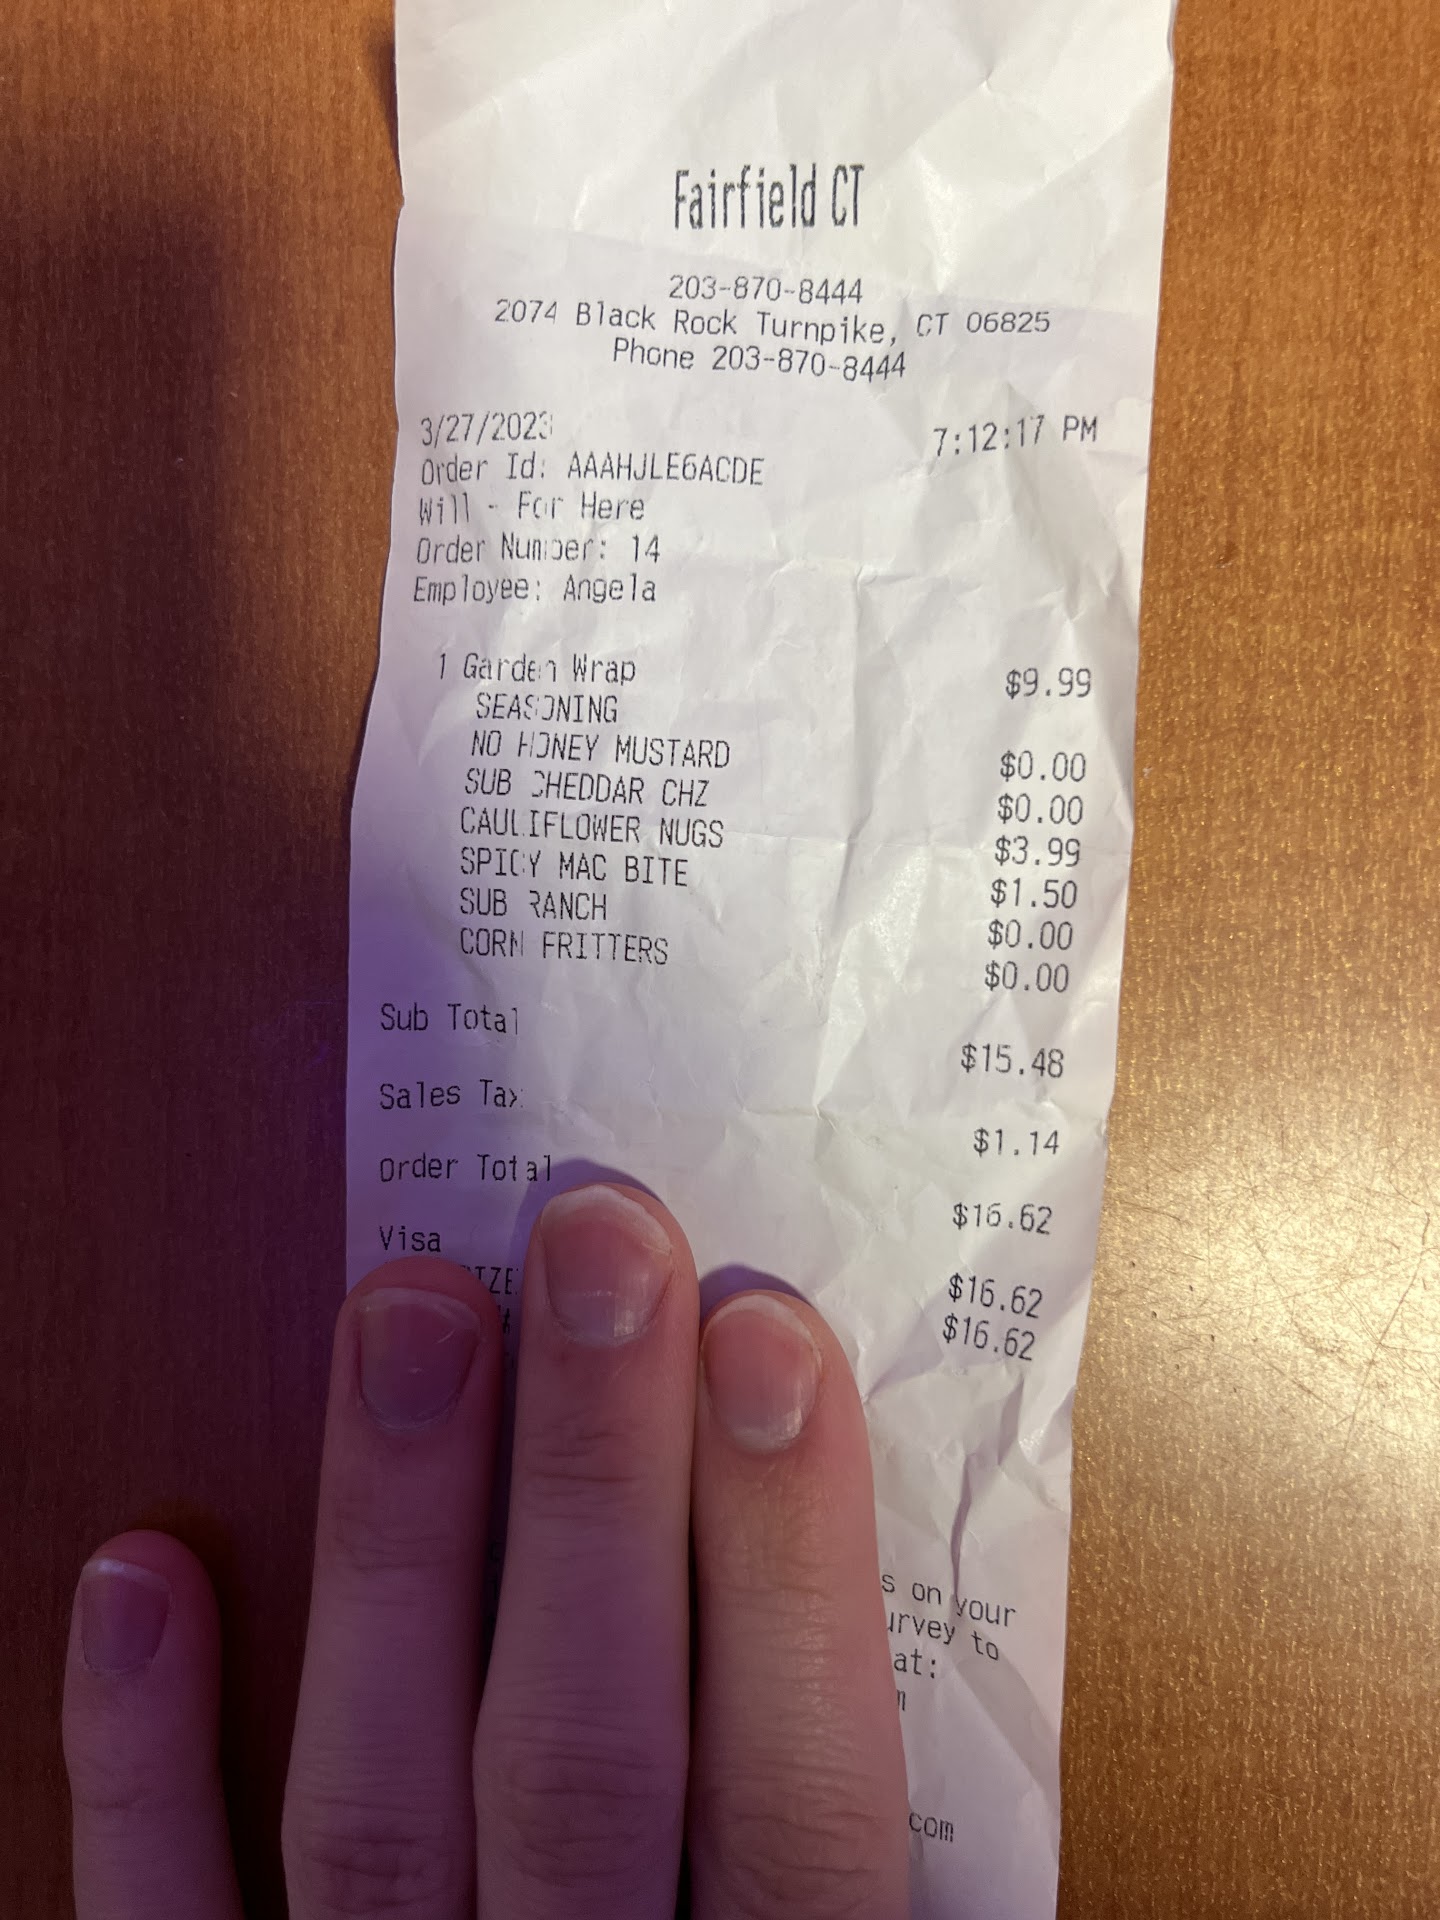 Fairfield CT
203-870-8444
2074 Black Rock Turnpike, CT 06825
Phone 203-870-8444
3/27/2023 7:12:17 PM
Order Id: AAAHJLE6ACDE
Will - For Here
Order Number: 14
Employee: Angela
1 Garden Wrap $9.99
SEASONING
NO HONEY MUSTARD $0.00
SUB CHEDDAR CHZ $0.00
CAULIFLOWER NUGS $3.99
SPICY MAC BITE $1.50
SUB RANCH $0.00
CORN FRITTERS $0.00
Sub Total
$15.48
Sales Tax
$1.14
Order Total
$16.62
Visa
$16.62
$16.62
on your
to
at:
com